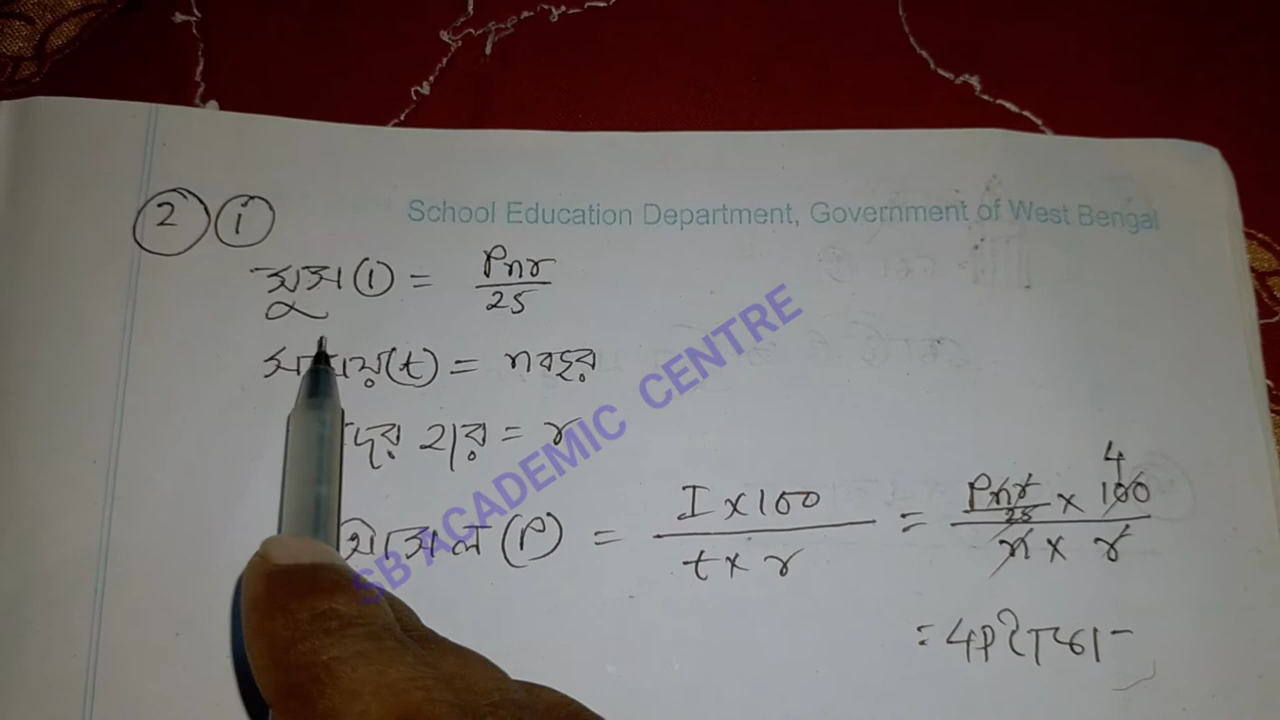 2 i
School Education Department, Government of West Bengal
সুদ (I) = Pnr/25
সময় (t) = n বছর
দের হার = r
আসল (P) = I × 100 / t × r = Pnr/25 × 100 4 / n × r
= 4P টাকা
SB ACADEMIC CENTRE